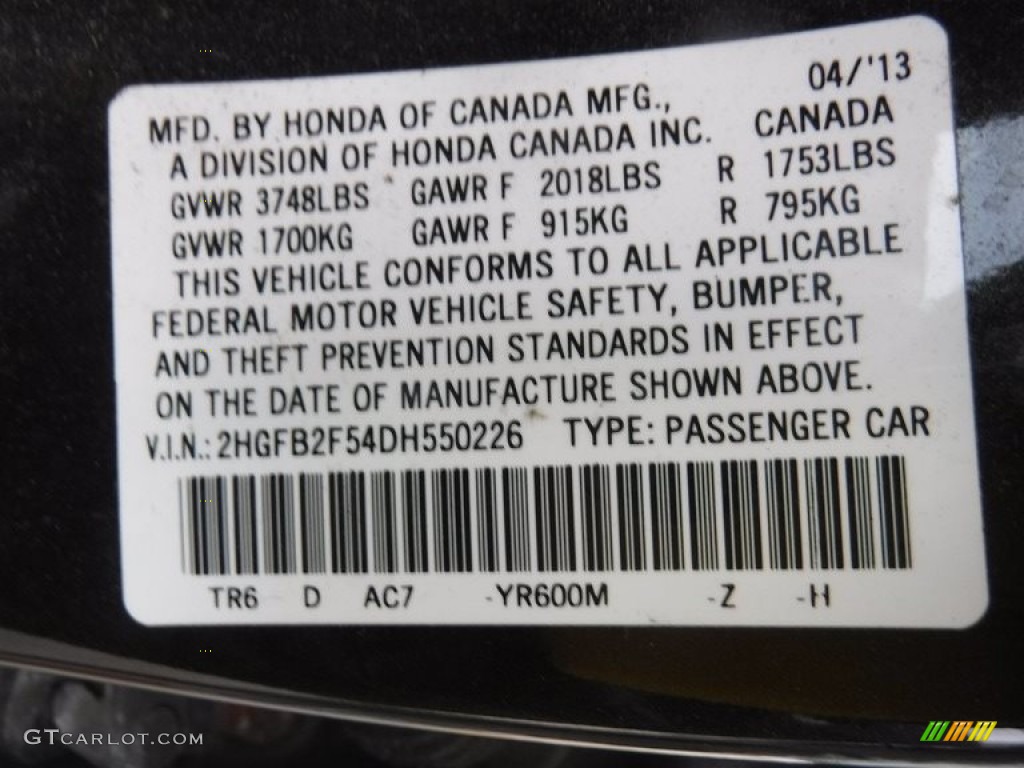 04/'13
MFD. BY HONDA OF CANADA MFG.,
A DIVISION OF HONDA CANADA INC. CANADA
GVWR 3748LBS GAWR F 2018LBS R 1753LBS
GVWR 1700KG GAWR F 915KG R 795KG
THIS VEHICLE CONFORMS TO ALL APPLICABLE
FEDERAL MOTOR VEHICLE SAFETY, BUMPER,
AND THEFT PREVENTION STANDARDS IN EFFECT
ON THE DATE OF MANUFACTURE SHOWN ABOVE.
V.I.N.: 2HGFB2F54DH550226 TYPE: PASSENGER CAR
TR6 D AC7 -YR600M -Z -H
GTCARLOT.COM